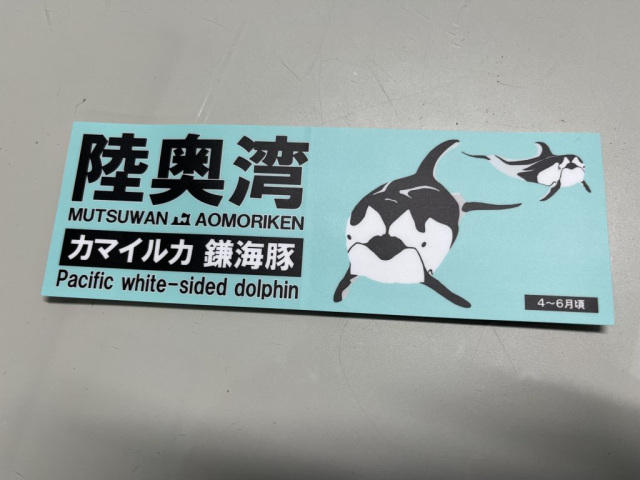 陸奥湾
MUTSUWAN AOMORIKEN
カマイルカ 鎌海豚
Pacific white-sided dolphin
4〜6月頃